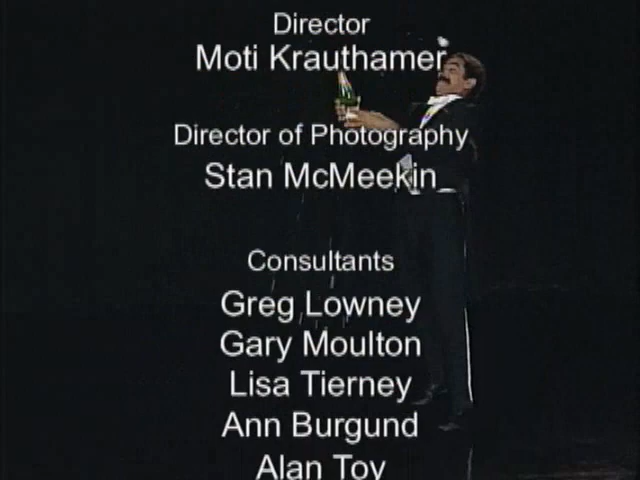 Director
Moti Krauthamer
Director of Photography
Stan McMeekin
Consultants
Greg Lowney
Gary Moulton
Lisa Tierney
Ann Burgund
Alan Toy